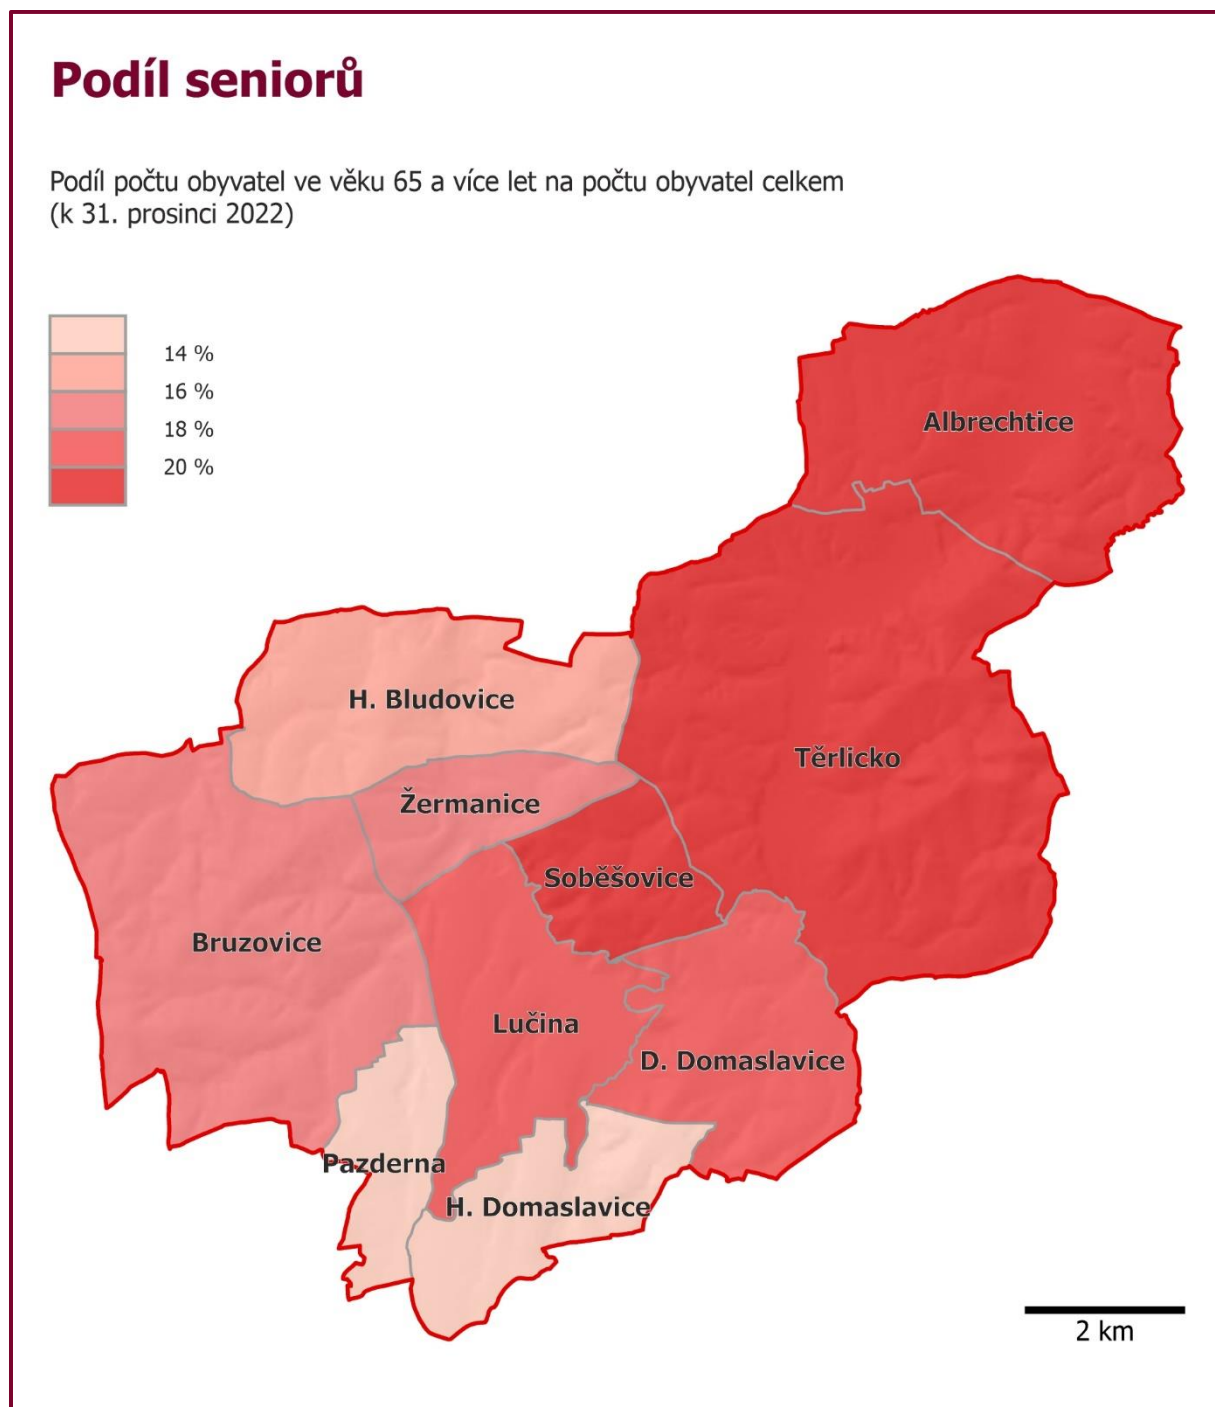 Podíl seniorů
Podíl počtu obyvatel ve věku 65 a více let na počtu obyvatel celkem
(k 31. prosinci 2022)
14 %
16 %
18 %
20 %
Albrechtice
H. Bludovice
Těrlicko
Žermanice
Soběšovice
Bruzovice
Lučina
D. Domaslavice
Pazderna
H. Domaslavice
2 km